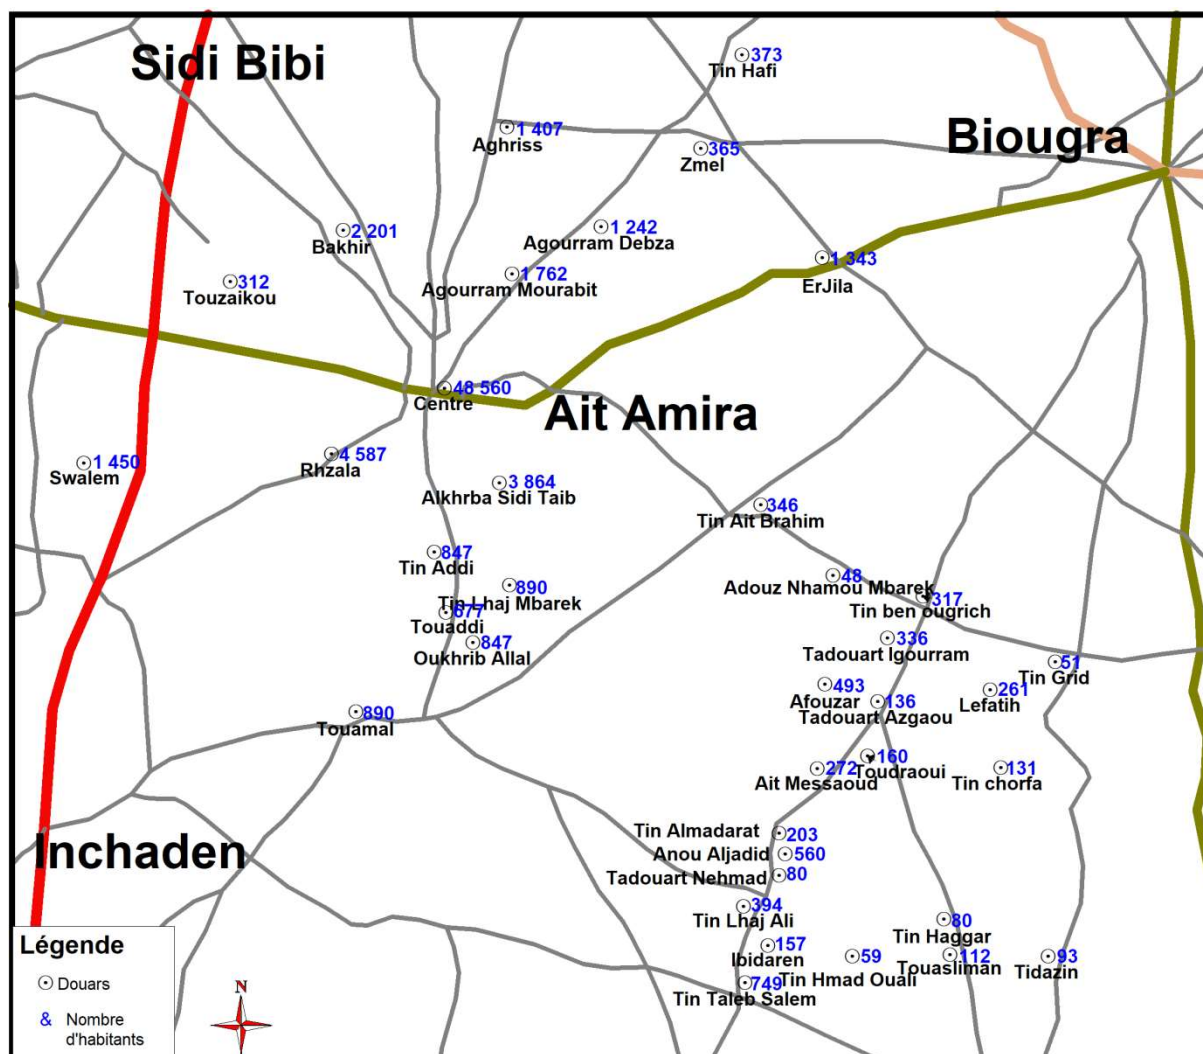 Sidi Bibi
373
Tin Hafi
1 407
Aghriss
Biougra
365
Zmel
2 201
Bakhir
1 242
Agourram Debza
1 343
ErJila
312
Touzaikou
1 762
Agourram Mourabit
48 560
Centre
Ait Amira
1 450
Swalem
4 587
Rhzala
3 864
Alkhrba Sidi Taib
346
Tin Ait Brahim
847
Tin Addi
890
Tin Lhaj Mbarek
677
Touaddi
847
Oukhrib Allal
48
Adouz Nhamou Mbarek
317
Tin ben ougrich
336
Tadouart Igourram
51
Tin Grid
493
Afouzar
136
Tadouart Azgaou
261
Lefatih
890
Touamal
272
Ait Messaoud
160
Toudraoui
131
Tin chorfa
Tin Almadarat 203
Anou Aljadid 560
Tadouart Nehmad 80
Inchaden
394
Tin Lhaj Ali
80
Tin Haggar
157
Ibidaren
59
Tin Hmad Ouali
112
Touasliman
93
Tidazin
749
Tin Taleb Salem
Légende
Douars
& Nombre
d'habitants
N